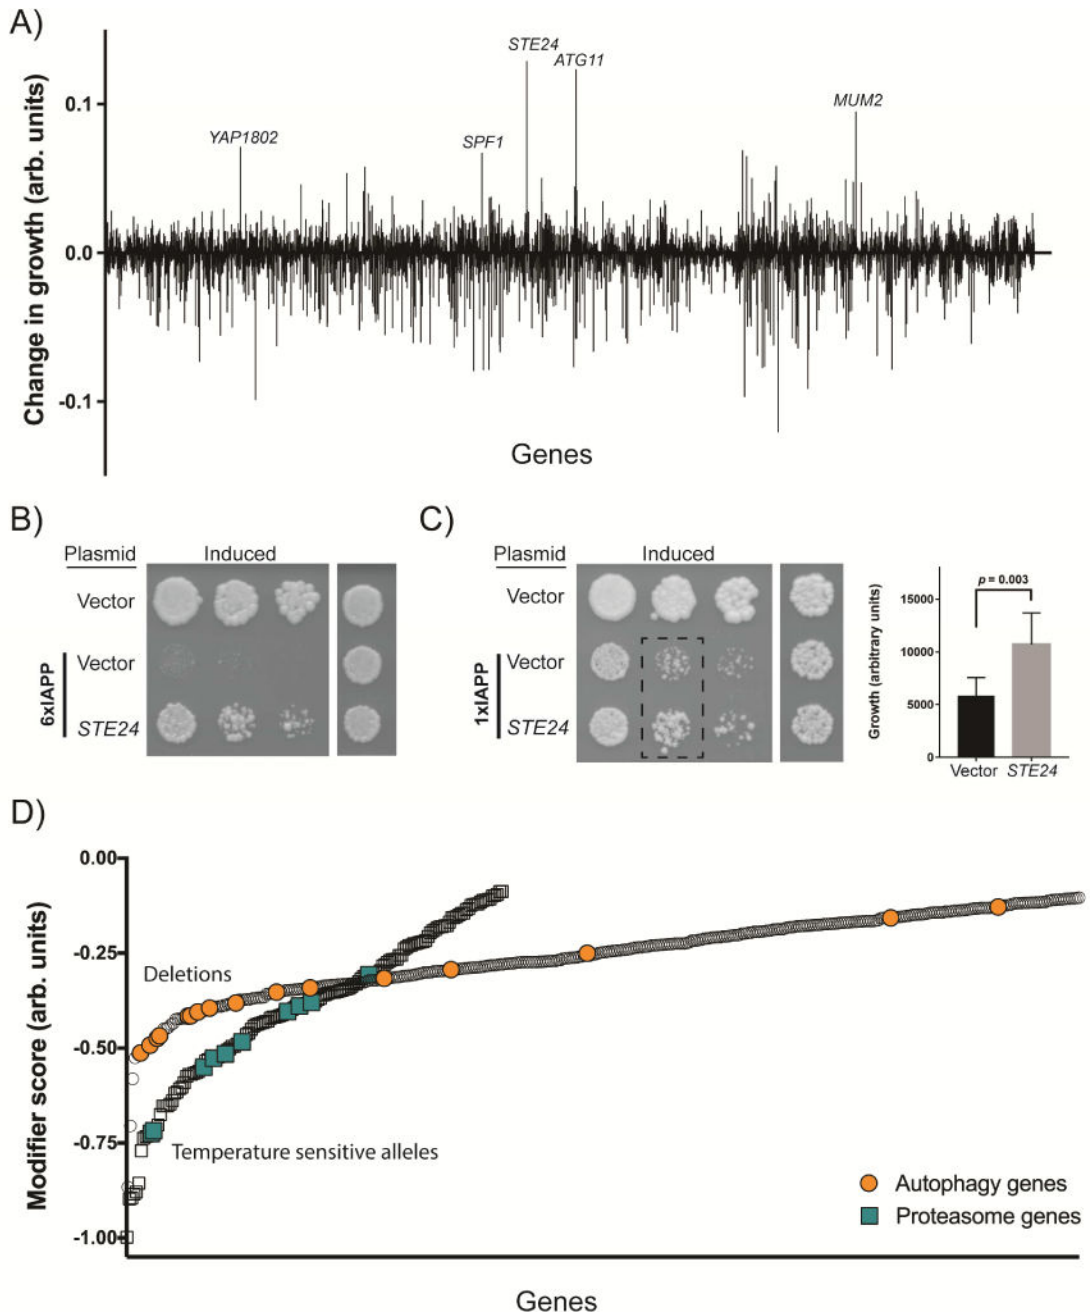 A)
Change in growth (arb. units)
0.1
0.0
-0.1
YAP1802
SPF1
STE24
ATG11
MUM2
Genes
B)
Plasmid
Induced
Vector
6xIAPP
Vector
STE24
C)
Plasmid
Induced
Vector
1xIAPP
Vector
STE24
Growth (arbitrary units)
p = 0.003
15000
10000
5000
0
Vector STE24
D)
Modifier score (arb. units)
0.00
-0.25
-0.50
-0.75
-1.00
Deletions
Temperature sensitive alleles
Autophagy genes
Proteasome genes
Genes